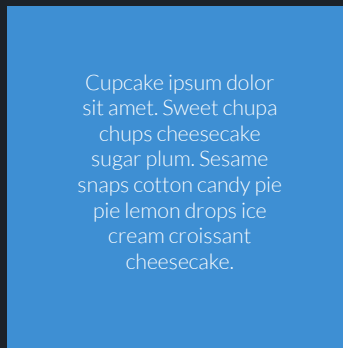 Cupcake ipsum dolor
sit amet. Sweet chupa
chups cheesecake
sugar plum. Sesame
snaps cotton candy pie
pie lemon drops ice
cream croissant
cheesecake.